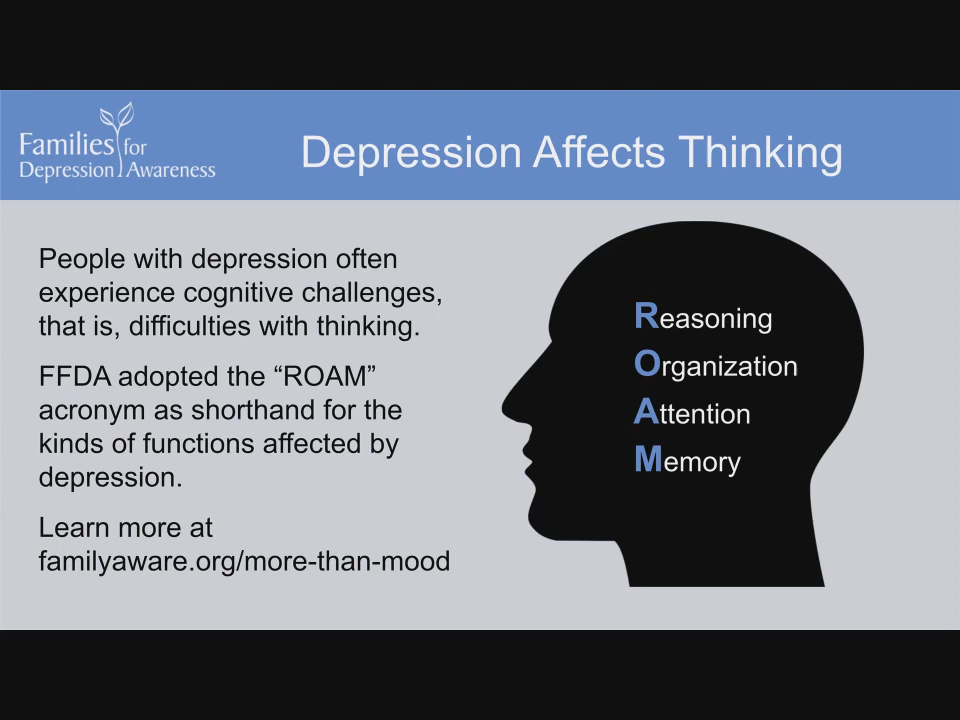 Families for
Depression Awareness
Depression Affects Thinking
People with depression often
experience cognitive challenges,
that is, difficulties with thinking.
FFDA adopted the “ROAM”
acronym as shorthand for the
kinds of functions affected by
depression.
Learn more at
familyaware.org/more-than-mood
Reasoning
Organization
Attention
Memory